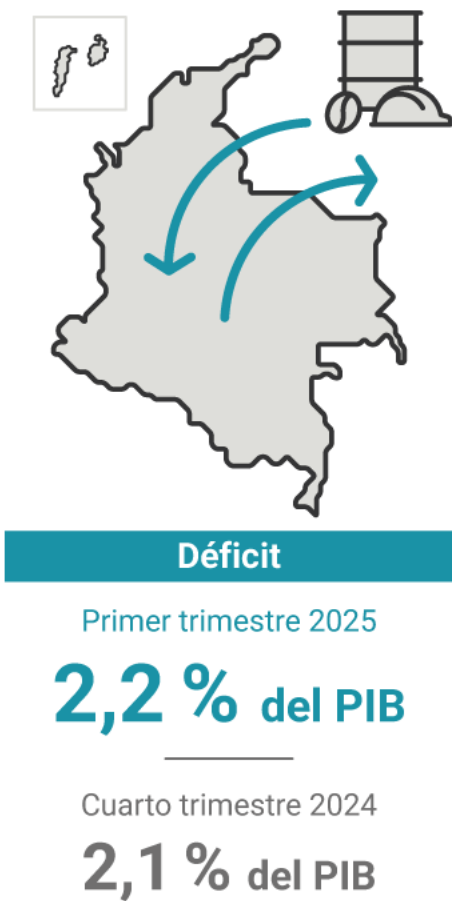 Déficit
Primer trimestre 2025
2,2 % del PIB
Cuarto trimestre 2024
2,1 % del PIB